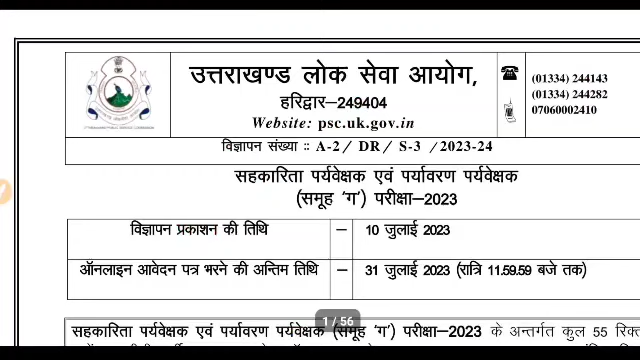 उत्तराखण्ड लोक सेवा आयोग,
हरिद्वार–249404
Website: psc.uk.gov.in
(01334) 244143
(01334) 244282
07060002410
विज्ञापन संख्या :: A-2/ DR/ S-3 /2023-24
सहकारिता पर्यवेक्षक एवं पर्यावरण पर्यवेक्षक
(समूह ‘ग’) परीक्षा–2023
विज्ञापन प्रकाशन की तिथि – 10 जुलाई 2023
ऑनलाइन आवेदन पत्र भरने की अन्तिम तिथि – 31 जुलाई 2023 (रात्रि 11.59.59 बजे तक)
1 / 56
सहकारिता पर्यवेक्षक एवं पर्यावरण पर्यवेक्षक (समूह ‘ग’) परीक्षा–2023 के अन्तर्गत कुल 55